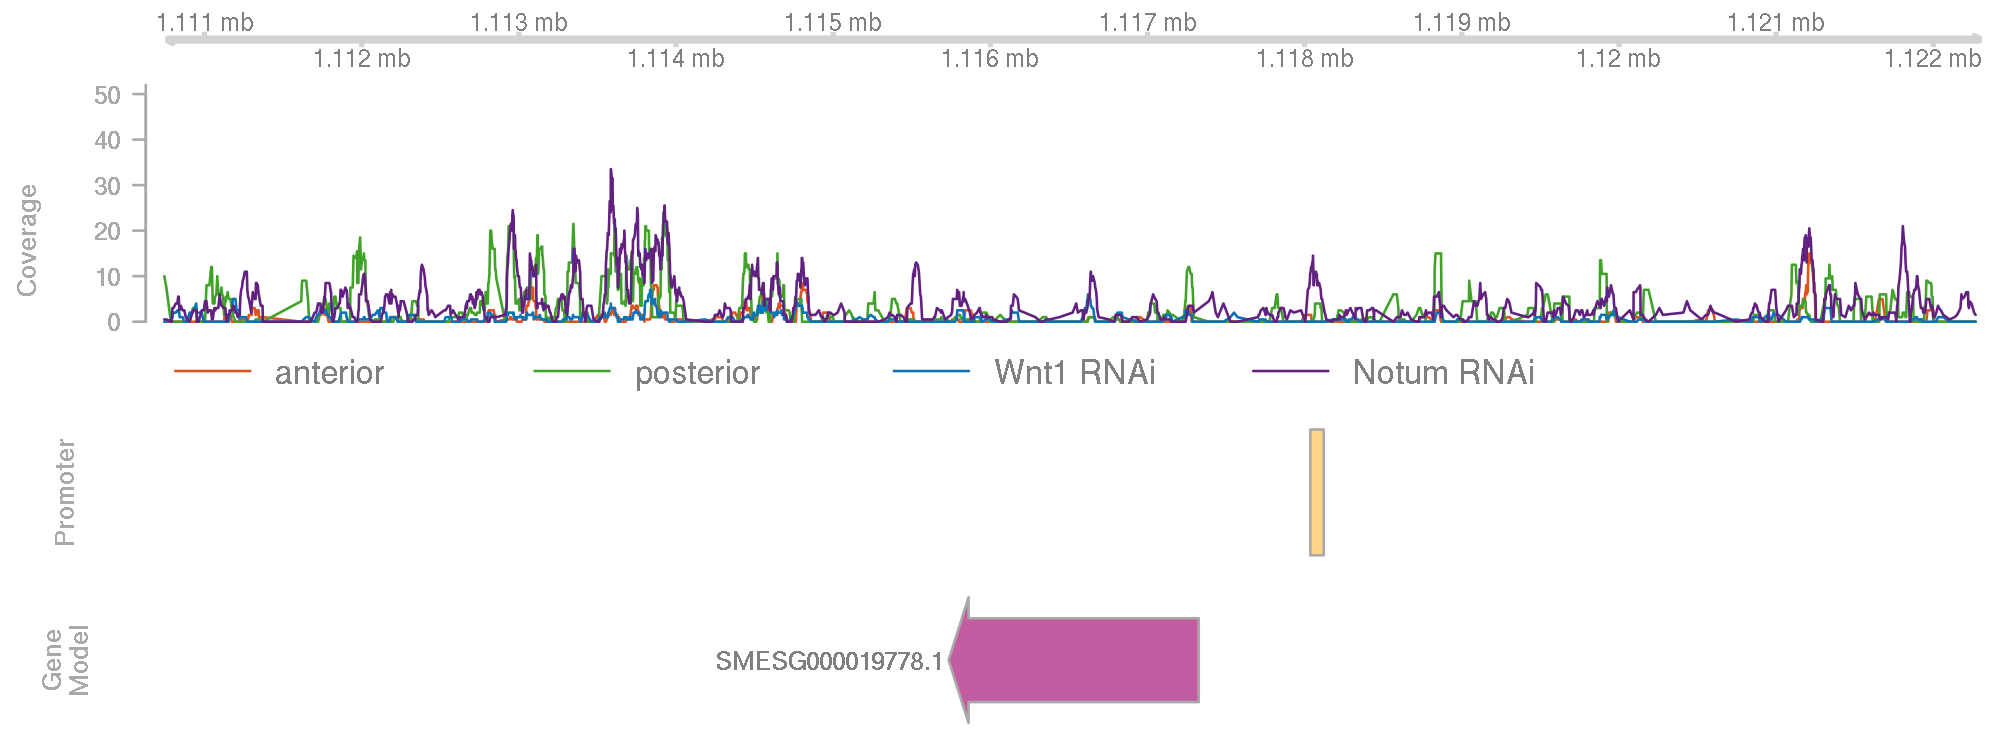 1.111 mb 1.113 mb 1.115 mb 1.117 mb 1.119 mb 1.121 mb
1.112 mb 1.114 mb 1.116 mb 1.118 mb 1.12 mb 1.122 mb
50
40
30
20
10
0
Coverage
anterior posterior Wnt1 RNAi Notum RNAi
Promoter
Gene
Model
SMESG000019778.1